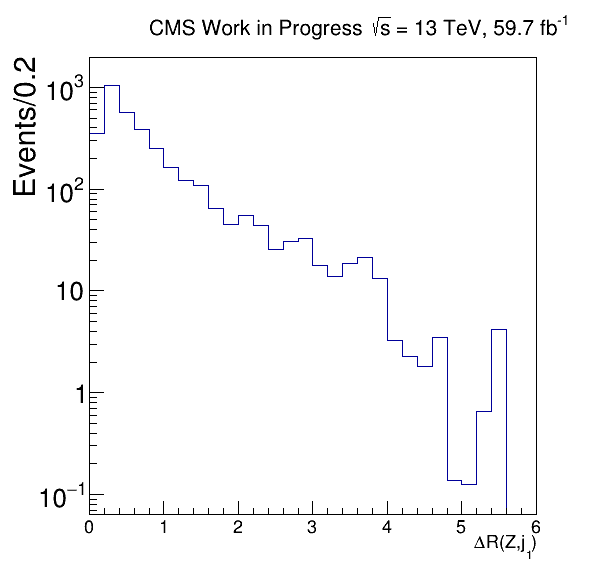 CMS Work in Progress √s = 13 TeV, 59.7 fb⁻¹
Events/0.2
10³
10²
10
1
10⁻¹
0 1 2 3 4 5 6
ΔR(Z,j₁)